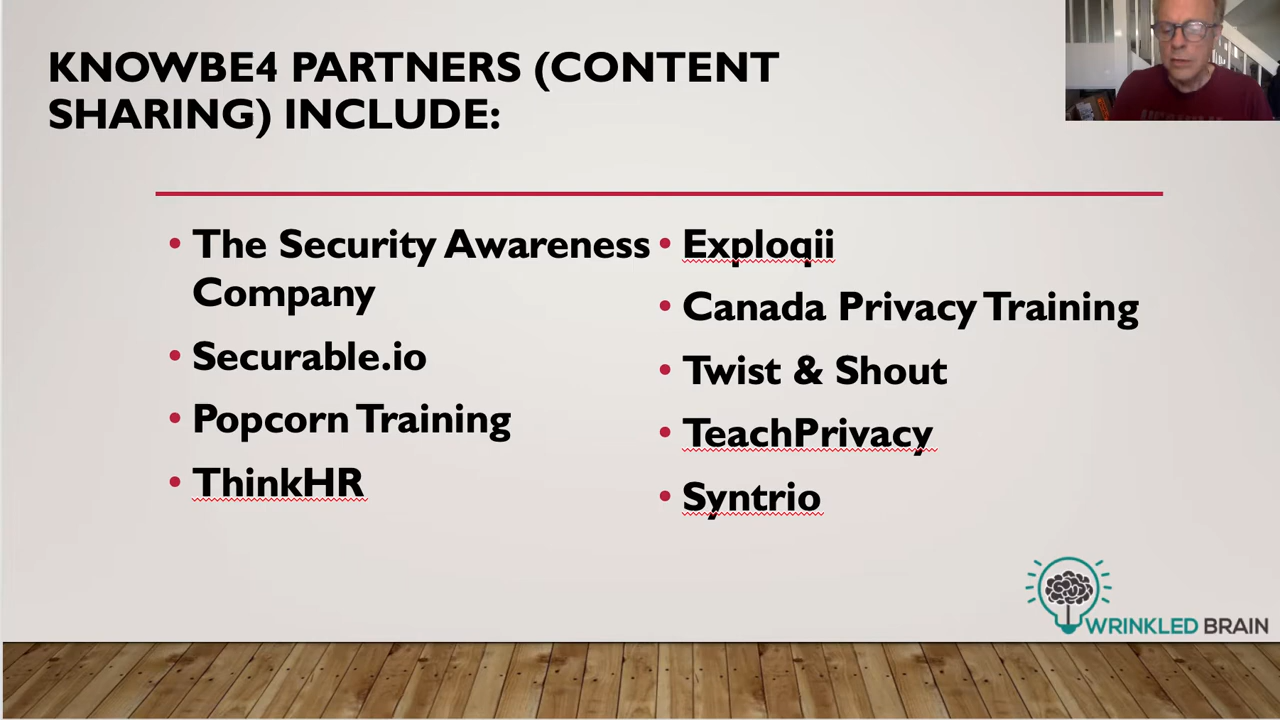 KNOWBE4 PARTNERS (CONTENT
SHARING) INCLUDE:
• The Security Awareness
Company
• Securable.io
• Popcorn Training
• ThinkHR
• Exploqii
• Canada Privacy Training
• Twist & Shout
• TeachPrivacy
• Syntrio
WRINKLED BRAIN